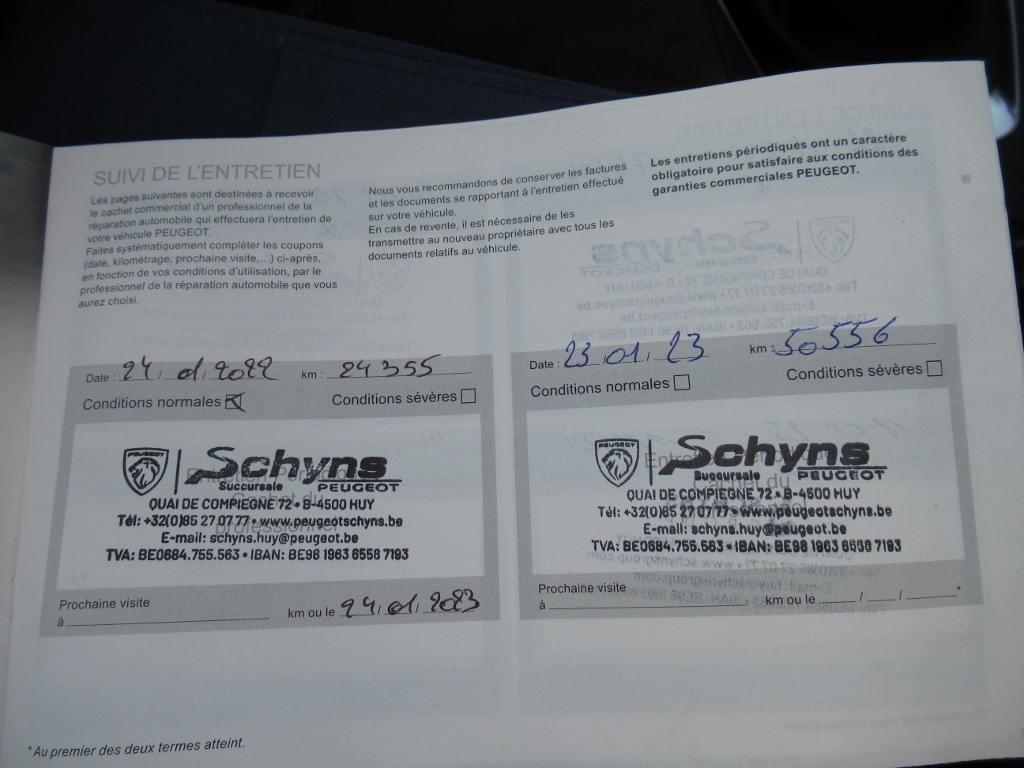 SUIVI DE L'ENTRETIEN
Les pages suivantes sont destinées à recevoir
le cachet commercial d'un professionnel de la
réparation automobile qui effectuera l'entretien de
votre véhicule PEUGEOT.
Faites systématiquement compléter les coupons
(date, kilométrage, prochaine visite,...) ci-après,
en fonction de vos conditions d'utilisation, par le
professionnel de la réparation automobile que vous
aurez choisi.
Nous vous recommandons de conserver les factures
et les documents se rapportant à l'entretien effectué
sur votre véhicule.
En cas de revente, il est nécessaire de les
transmettre au nouveau propriétaire avec tous les
documents relatifs au véhicule.
Les entretiens périodiques ont un caractère
obligatoire pour satisfaire aux conditions des
garanties commerciales PEUGEOT.
Date : 24/01/2022 km : 24355
Conditions normales Conditions sévères
PEUGEOT
Schyns
Succursale PEUGEOT
QUAI DE COMPIEGNE 72 • B-4500 HUY
Tél: +32(0)85 27 07 77 • www.peugeotschyns.be
E-mail: schyns.huy@peugeot.be
TVA: BE0684.755.563 • IBAN: BE98 1963 6558 7193
Prochaine visite
à km ou le 24/01/2023
Date : 23/01/23 km : 50556
Conditions normales Conditions sévères
PEUGEOT
Schyns
Succursale PEUGEOT
QUAI DE COMPIEGNE 72 • B-4500 HUY
Tél: +32(0)85 27 07 77 • www.peugeotschyns.be
E-mail: schyns.huy@peugeot.be
TVA: BE0684.755.563 • IBAN: BE98 1963 6558 7193
Prochaine visite
à km ou le / / *
*Au premier des deux termes atteint.